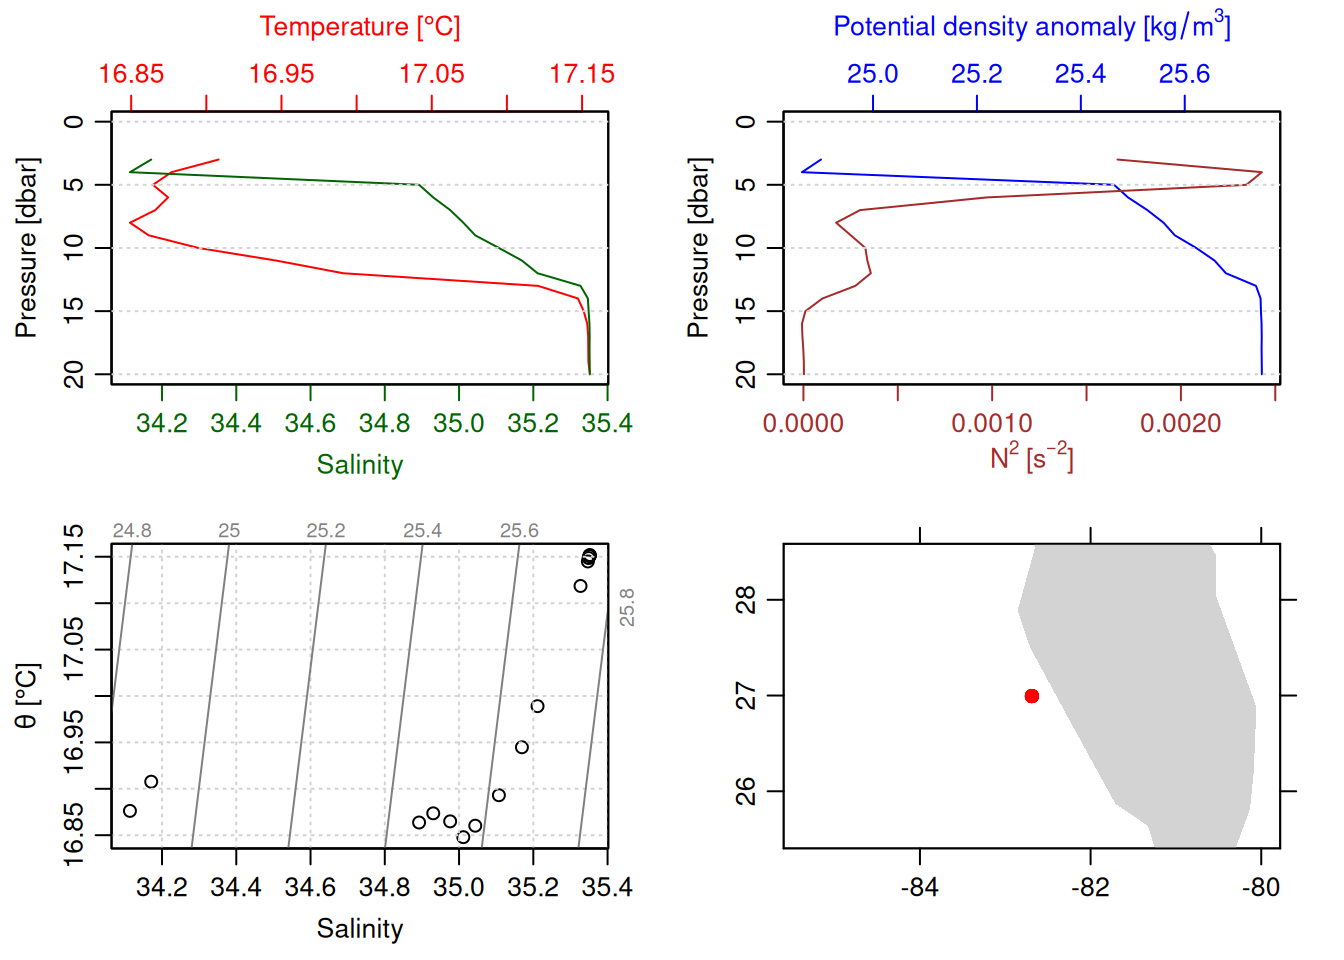 Temperature [°C]
16.85 16.95 17.05 17.15
Pressure [dbar]
0
5
10
15
20
34.2 34.4 34.6 34.8 35.0 35.2 35.4
Salinity
Potential density anomaly [kg/m³]
25.0 25.2 25.4 25.6
Pressure [dbar]
0
5
10
15
20
0.0000 0.0010 0.0020
N² [s⁻²]
24.8 25 25.2 25.4 25.6
25.8
θ [°C]
17.15
17.05
16.95
16.85
34.2 34.4 34.6 34.8 35.0 35.2 35.4
Salinity
28
27
26
-84 -82 -80